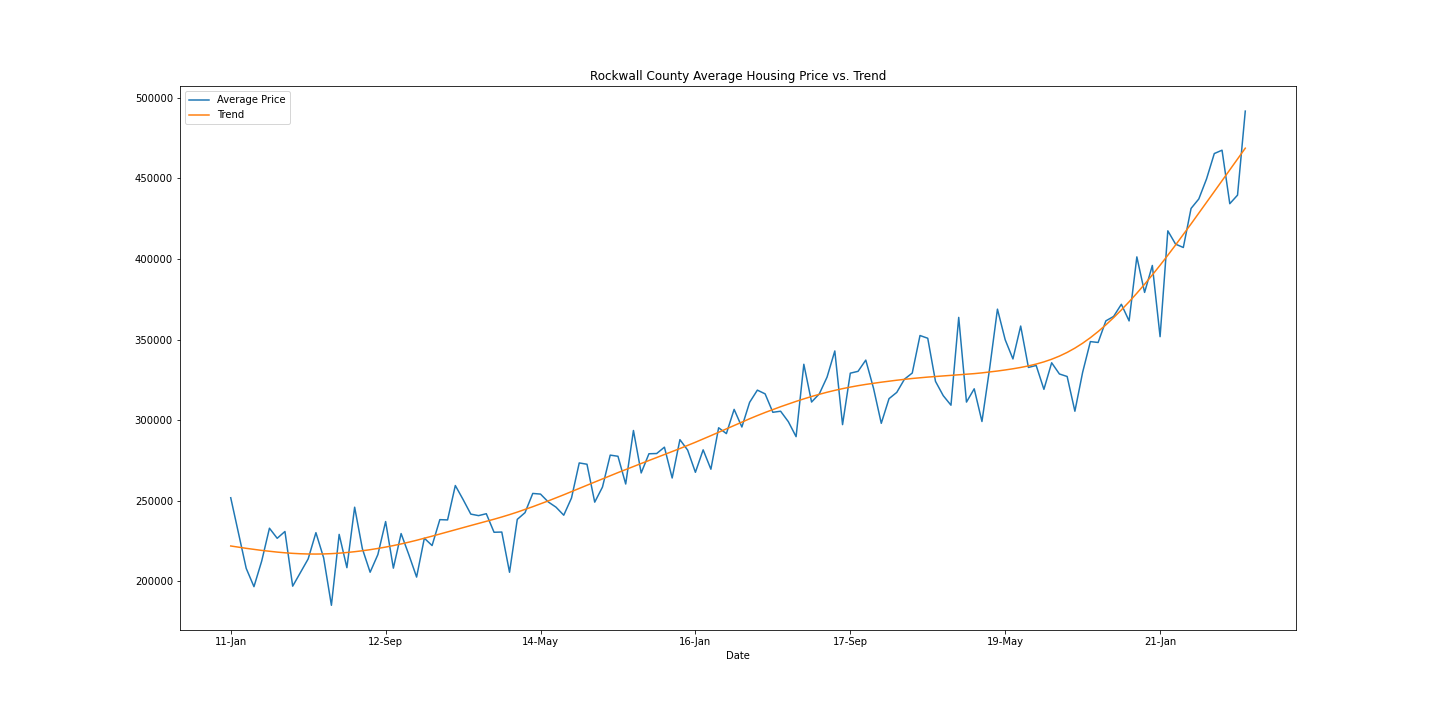 Rockwall County Average Housing Price vs. Trend
Average Price
Trend
500000
450000
400000
350000
300000
250000
200000
11-Jan 12-Sep 14-May 16-Jan 17-Sep 19-May 21-Jan
Date